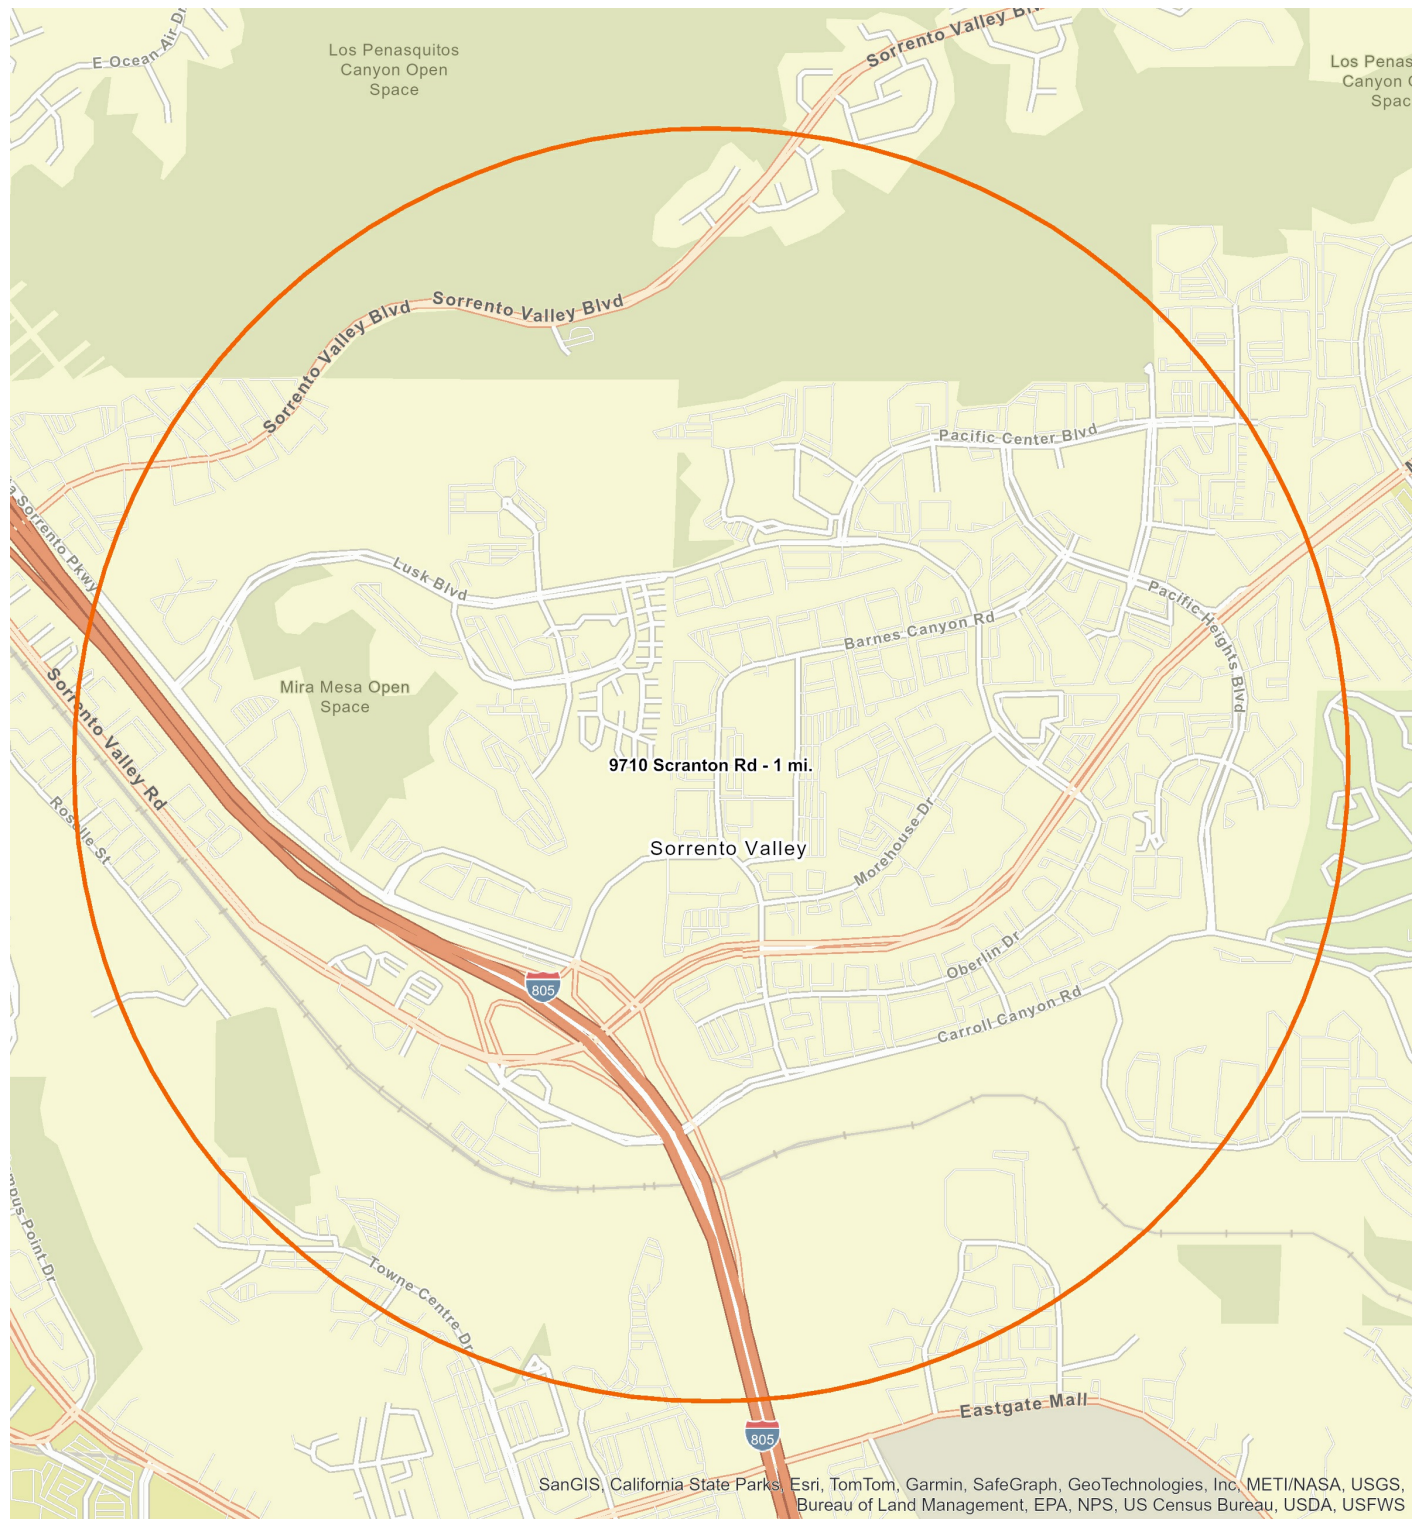 Sorrento Valley Blvd
E Ocean Air Dr
Los Penasquitos
Canyon Open
Space
Los Penas
Canyon O
Spac
Sorrento Valley Blvd
Sorrento Valley Blvd
Pacific Center Blvd
a Sorrento Pkwy
Lusk Blvd
Pacific Heights Blvd
Barnes Canyon Rd
Mira Mesa Open
Space
Sorrento Valley Rd
9710 Scranton Rd - 1 mi.
Roselle St
Morehouse Dr
Sorrento Valley
Oberlin Dr
805
Carroll Canyon Rd
mpus Point Dr
Towne Centre Dr
Eastgate Mall
805
SanGIS, California State Parks, Esri, TomTom, Garmin, SafeGraph, GeoTechnologies, Inc, METI/NASA, USGS,
Bureau of Land Management, EPA, NPS, US Census Bureau, USDA, USFWS